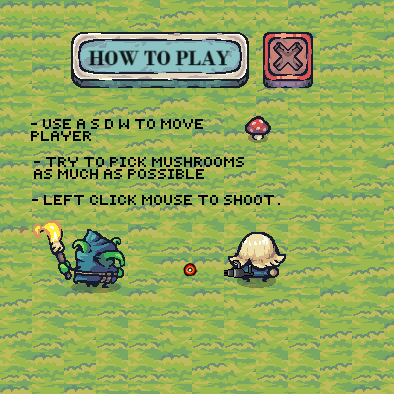 HOW TO PLAY
- USE A S D W TO MOVE
PLAYER
- TRY TO PICK MUSHROOMS
AS MUCH AS POSSIBLE
- LEFT CLICK MOUSE TO SHOOT.